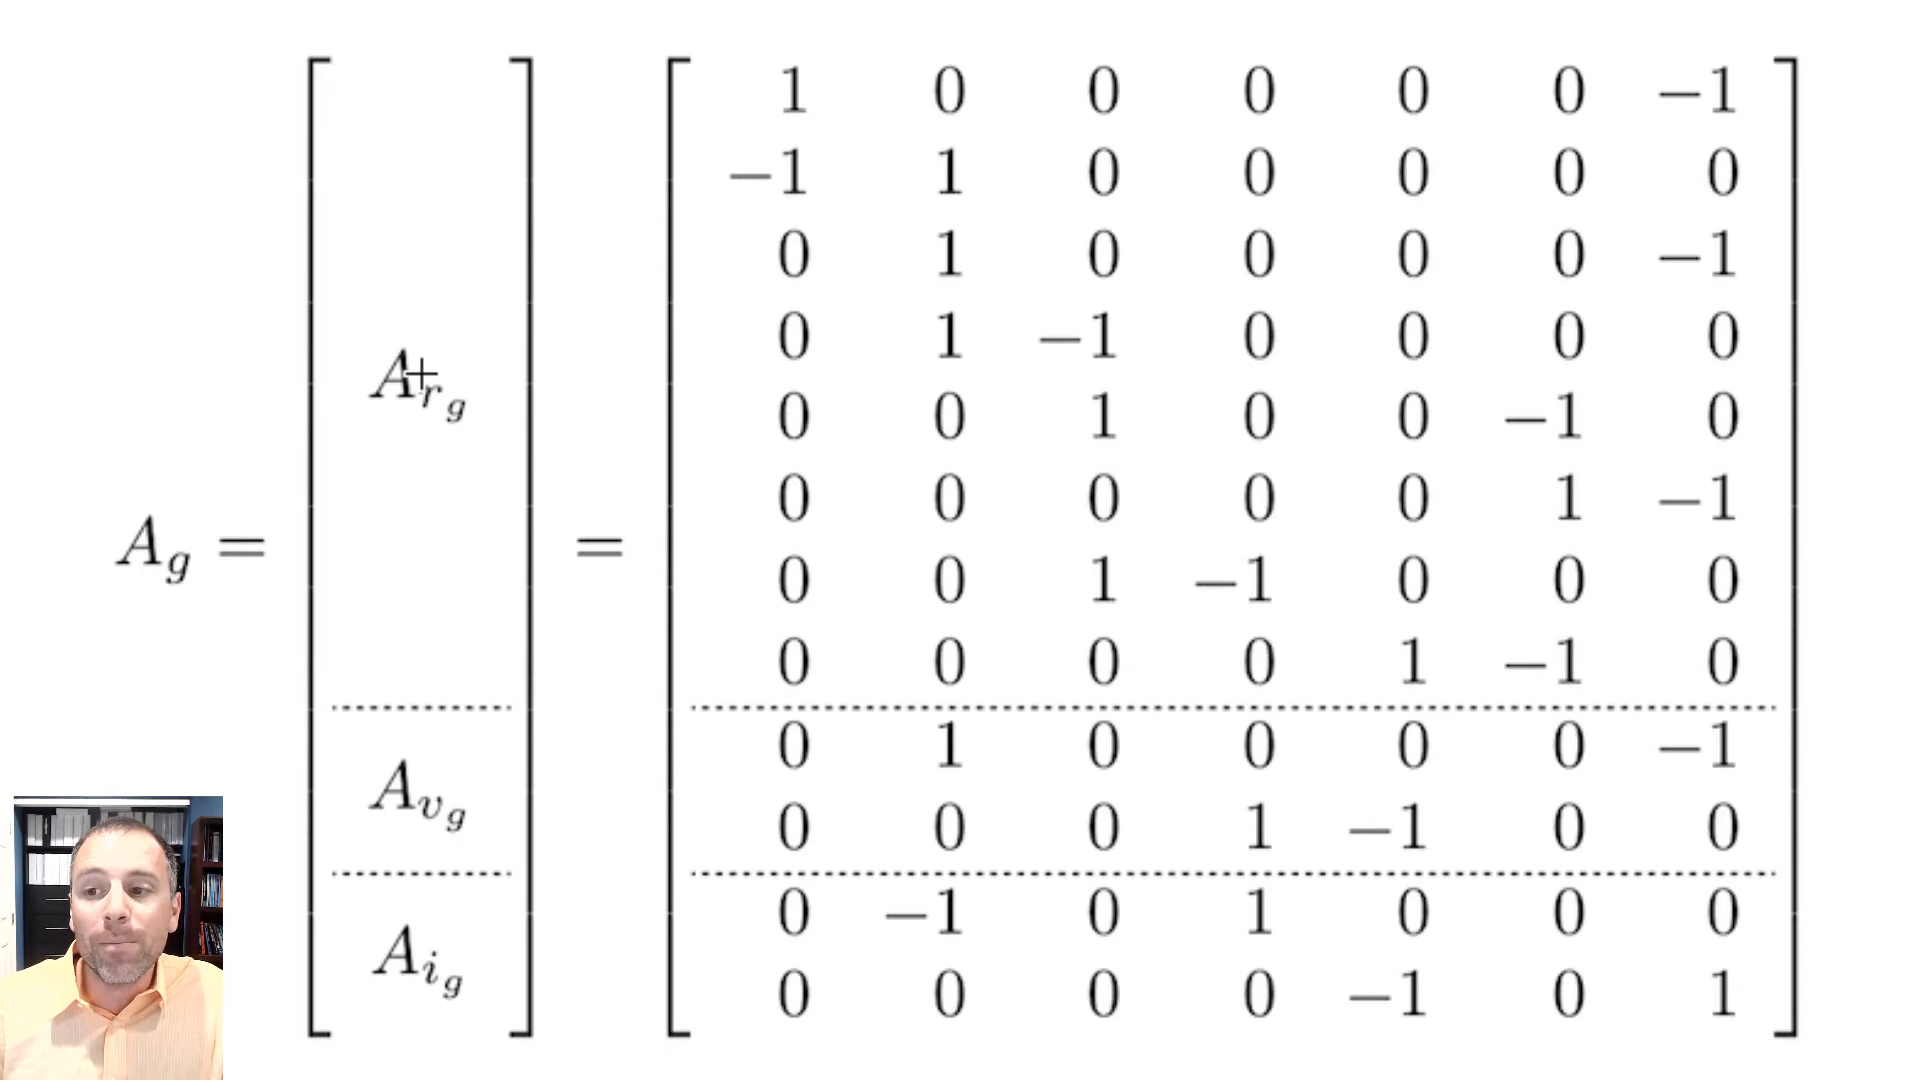 1 0 0 0 0 0 −1
−1 1 0 0 0 0 0
0 1 0 0 0 0 −1
0 1 −1 0 0 0 0
A_{r_g}
0 0 1 0 0 −1 0
0 0 0 0 0 1 −1
A_g = [ ] = [ ]
0 0 1 −1 0 0 0
0 0 0 0 1 −1 0
0 1 0 0 0 0 −1
A_{v_g}
0 0 0 1 −1 0 0
0 −1 0 1 0 0 0
A_{i_g}
0 0 0 0 −1 0 1